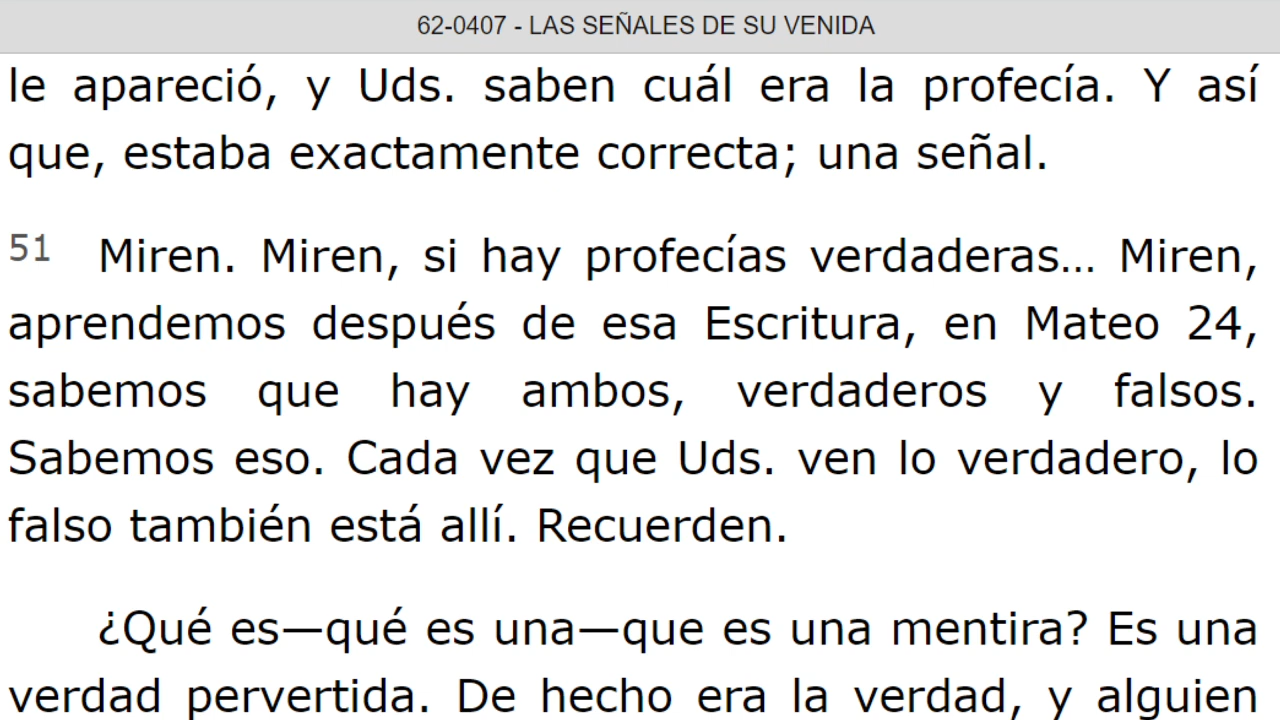 62-0407 - LAS SEÑALES DE SU VENIDA
le apareció, y Uds. saben cuál era la profecía. Y así
que, estaba exactamente correcta; una señal.
51 Miren. Miren, si hay profecías verdaderas… Miren,
aprendemos después de esa Escritura, en Mateo 24,
sabemos que hay ambos, verdaderos y falsos.
Sabemos eso. Cada vez que Uds. ven lo verdadero, lo
falso también está allí. Recuerden.
¿Qué es—qué es una—que es una mentira? Es una
verdad pervertida. De hecho era la verdad, y alguien